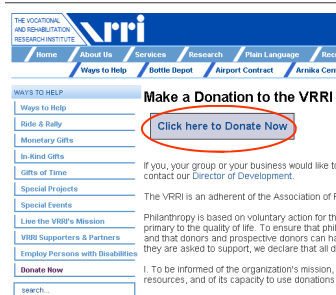 THE VOCATIONAL
AND REHABILITATION
RESEARCH INSTITUTE
vrri
Home About Us Services Research Plain Language
Ways to Help Bottle Depot Airport Contract Arnika
WAYS TO HELP
Ways to Help
Ride & Rally
Monetary Gifts
In-Kind Gifts
Gifts of Time
Special Projects
Special Events
Live the VRRI's Mission
VRRI Supporters & Partners
Employ Persons with Disabilities
Donate Now
search...
Make a Donation to the VRRI
Click here to Donate Now
If you, your group or your business would like
contact our Director of Development.
The VRRI is an adherent of the Association of
Philanthropy is based on voluntary action for
primary to the quality of life. To ensure that
and that donors and prospective donors can
they are asked to support, we declare that all
I. To be informed of the organization's mission,
resources, and of its capacity to use donations